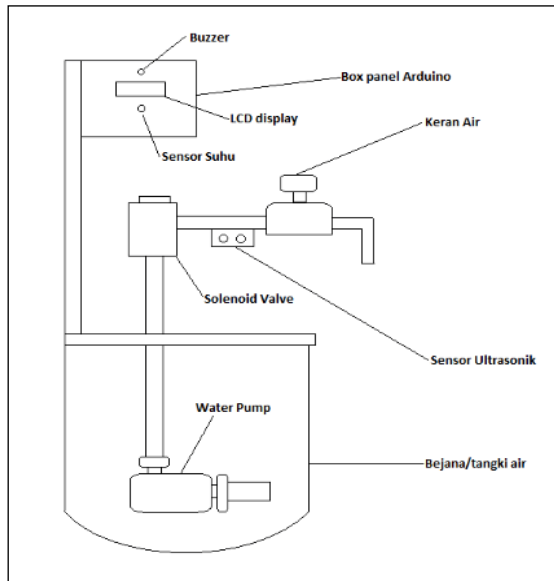 Buzzer
Box panel Arduino
LCD display
Keran Air
Sensor Suhu
Solenoid Valve
Sensor Ultrasonik
Water Pump
Bejana/tangki air